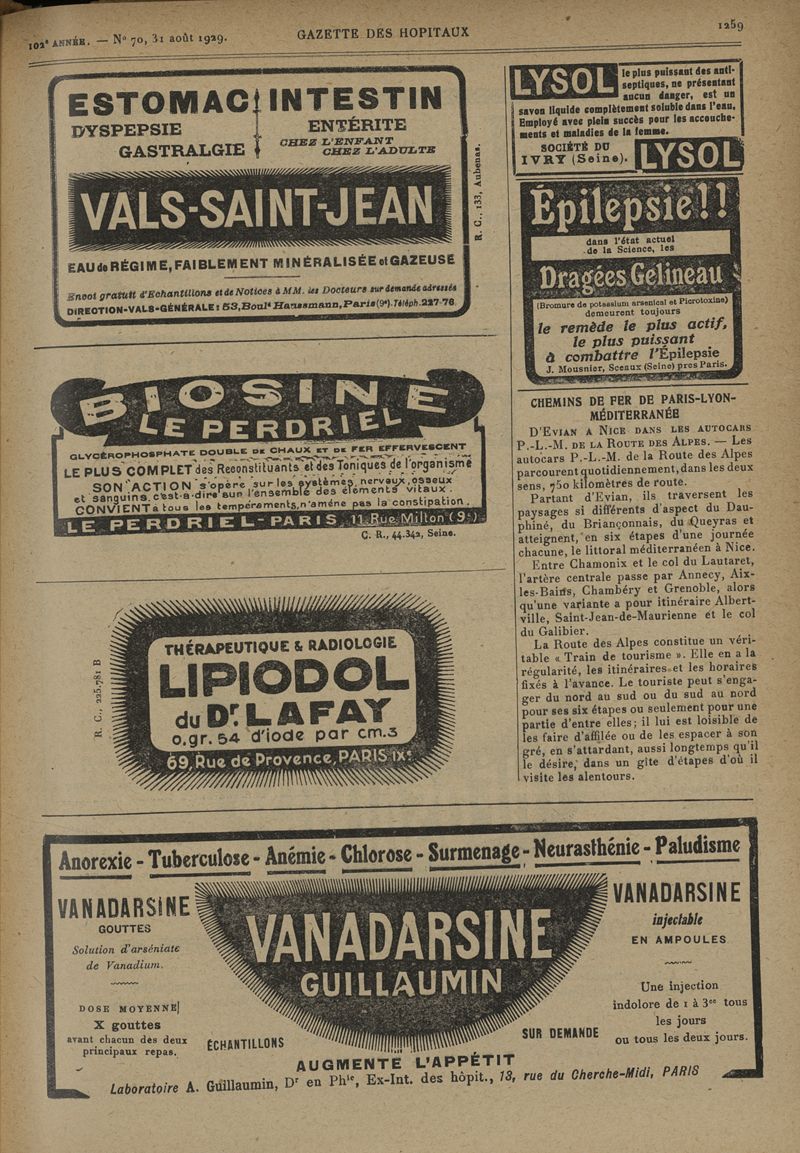 102e ANNÉE. — No 70, 31 août 1929.
GAZETTE DES HOPITAUX
1259
ESTOMAC
DYSPEPSIE
GASTRALGIE
INTESTIN
ENTÉRITE
CHEZ L'ENFANT
CHEZ L'ADULTE
VALS-SAINT-JEAN
EAU de RÉGIME, FAIBLEMENT MINÉRALISÉE et GAZEUSE
Envoi gratuit d'Echantillons et de Notices à MM. les Docteurs sur demande adressée
DIRECTION-VALS-GÉNÉRALE: 53, Boulᵈ Haussmann, Paris (9ᵉ). Téléph. 227-76
R. C., 133, Aubenas.
BIOSINE
LE PERDRIEL
GLYCÉROPHOSPHATE DOUBLE DE CHAUX ET DE FER EFFERVESCENT
LE PLUS COMPLET des Reconstituants et des Toniques de l'organisme
SON ACTION s'opère sur les systèmes, nerveux, osseux
et sanguins, c'est-à-dire sur l'ensemble des éléments vitaux.
CONVIENT à tous les tempéraments, n'amène pas la constipation.
LE PERDRIEL-PARIS, 11, Rue Milton (9ᵉ).
C. R., 44.342, Seine.
THÉRAPEUTIQUE & RADIOLOGIE
LIPIODOL
du Dr. LAFAY
0,gr. 54 d'iode par cm.3
69, Rue de Provence, PARIS ixᵉ
R. C., 225.781 B
LYSOL
le plus puissant des anti-
septiques, ne présentant
aucun danger, est un
savon liquide complètement soluble dans l'eau.
Employé avec plein succès pour les accouche-
ments et maladies de la femme.
SOCIÉTÉ DU
IVRY (Seine).
LYSOL
Épilepsie!!
dans l'état actuel
de la Science, les
Dragées Gelineau
(Bromure de potassium arsenical et Picrotoxine)
demeurent toujours
le remède le plus actif,
le plus puissant
à combattre l'Épilepsie
J. Mousnier, Sceaux (Seine) près Paris.
CHEMINS DE FER DE PARIS-LYON-
MÉDITERRANÉE
D'EVIAN A NICE DANS LES AUTOCARS
P.-L.-M. DE LA ROUTE DES ALPES. — Les
autocars P.-L.-M. de la Route des Alpes
parcourent quotidiennement, dans les deux
sens, 750 kilomètres de route.
Partant d'Evian, ils traversent les
paysages si différents d'aspect du Dau-
phiné, du Briançonnais, du Queyras et
atteignent, en six étapes d'une journée
chacune, le littoral méditerranéen à Nice.
Entre Chamonix et le col du Lautaret,
l'artère centrale passe par Annecy, Aix-
les-Bains, Chambéry et Grenoble, alors
qu'une variante a pour itinéraire Albert-
ville, Saint-Jean-de-Maurienne et le col
du Galibier.
La Route des Alpes constitue un véri-
table « Train de tourisme ». Elle en a la
régularité, les itinéraires et les horaires
fixés à l'avance. Le touriste peut s'enga-
ger du nord au sud ou du sud au nord
pour ses six étapes ou seulement pour une
partie d'entre elles; il lui est loisible de
les faire d'affilée ou de les espacer à son
gré, en s'attardant, aussi longtemps qu'il
le désire, dans un gîte d'étapes d'où il
visite les alentours.
Anorexie - Tuberculose - Anémie - Chlorose - Surmenage - Neurasthénie - Paludisme
VANADARSINE
GOUTTES
Solution d'arséniate
de Vanadium.
DOSE MOYENNE
X gouttes
avant chacun des deux
principaux repas.
VANADARSINE
GUILLAUMIN
VANADARSINE
injectable
EN AMPOULES
Une injection
indolore de 1 à 3cc tous
les jours
ou tous les deux jours.
ÉCHANTILLONS
SUR DEMANDE
AUGMENTE L'APPÉTIT
Laboratoire A. Guillaumin, Dr en Phie, Ex-Int. des hôpit., 13, rue du Cherche-Midi, PARIS